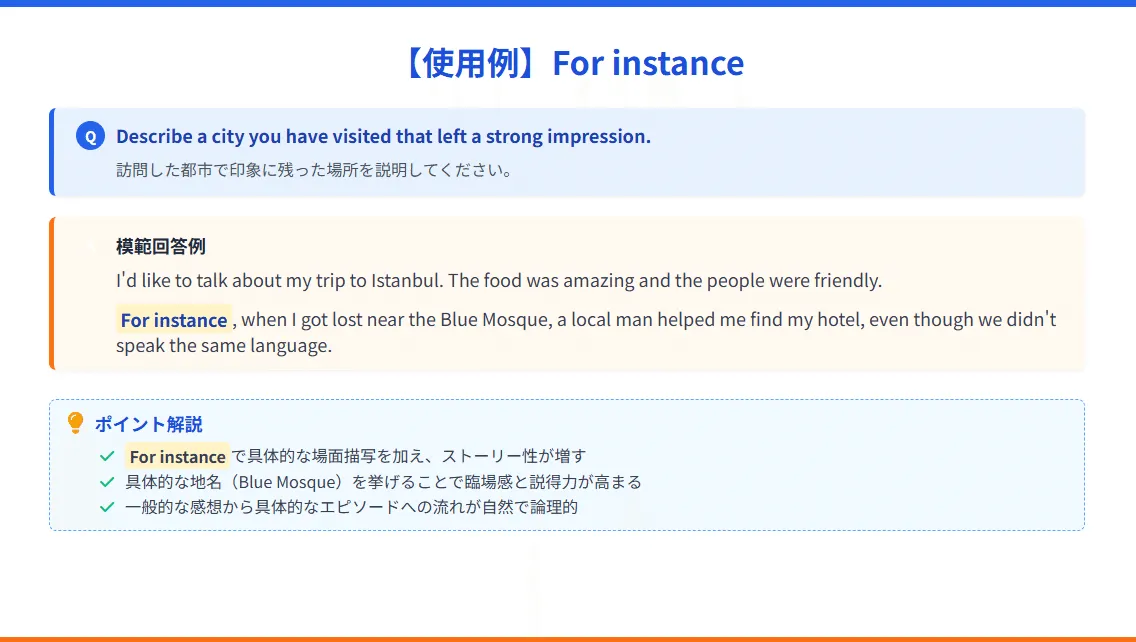 【使用例】For instance
Q Describe a city you have visited that left a strong impression.
訪問した都市で印象に残った場所を説明してください。
模範回答例
I'd like to talk about my trip to Istanbul. The food was amazing and the people were friendly.
For instance, when I got lost near the Blue Mosque, a local man helped me find my hotel, even though we didn't
speak the same language.
ポイント解説
For instanceで具体的な場面描写を加え、ストーリー性が増す
具体的な地名（Blue Mosque）を挙げることで臨場感と説得力が高まる
一般的な感想から具体的なエピソードへの流れが自然で論理的